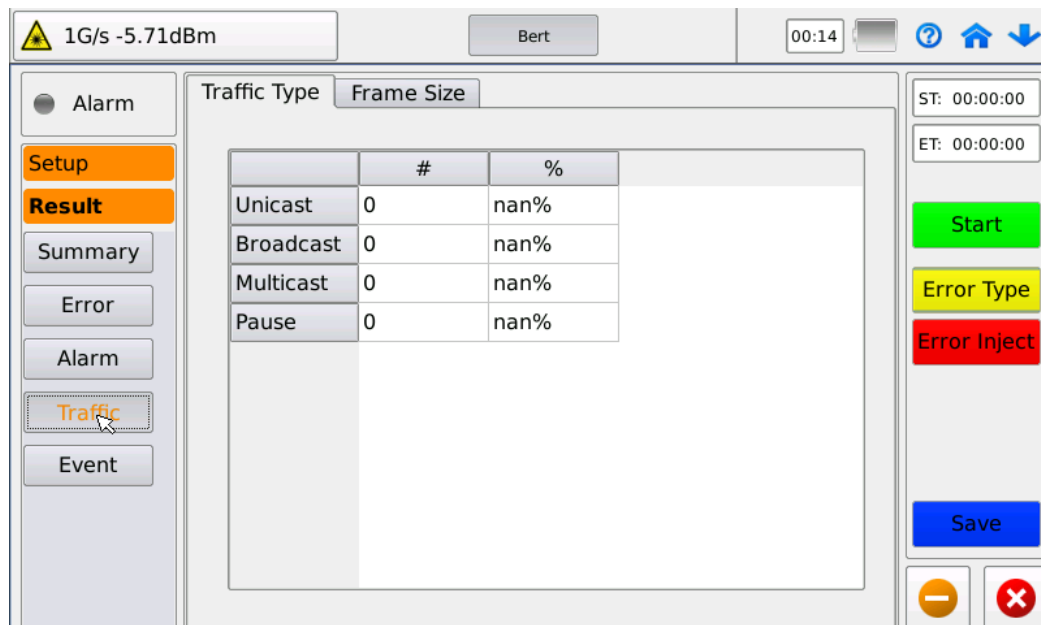 1G/s -5.71dBm
Bert
00:14
Alarm
Setup
Result
Summary
Error
Alarm
Traffic
Event
Traffic Type Frame Size
# %
Unicast 0 nan%
Broadcast 0 nan%
Multicast 0 nan%
Pause 0 nan%
ST: 00:00:00
ET: 00:00:00
Start
Error Type
Error Inject
Save